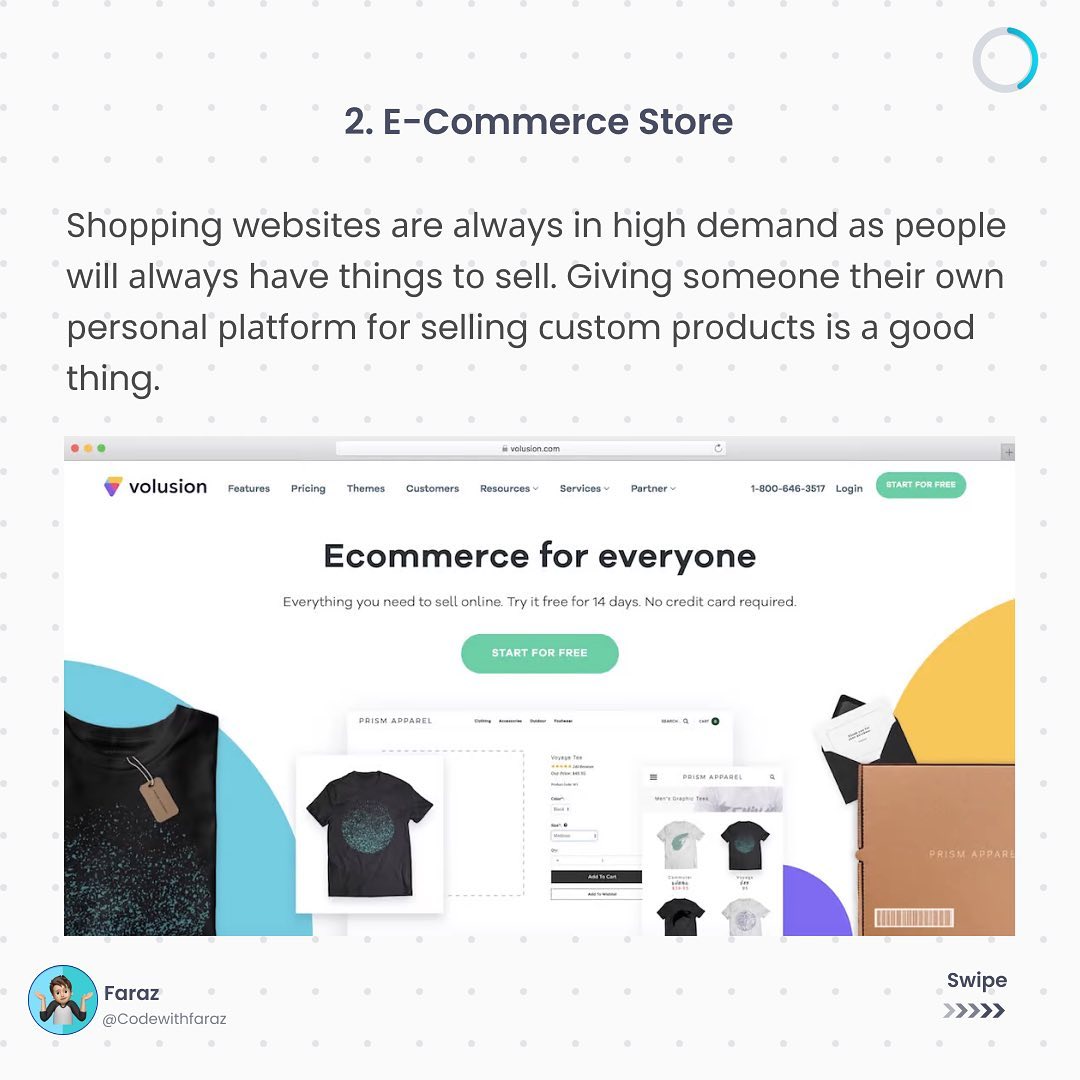 2. E-Commerce Store
Shopping websites are always in high demand as people
will always have things to sell. Giving someone their own
personal platform for selling custom products is a good
thing.
volusion.com
volusion
Features Pricing Themes Customers Resources Services Partner 1-800-646-3517 Login START FOR FREE
Ecommerce for everyone
Everything you need to sell online. Try it free for 14 days. No credit card required.
START FOR FREE
PRISM APPAREL Clothing Accessories Outdoor Footwear SEARCH CART
Voyage Tee
Color*:
Black
Size*:
Medium
Qty:
Add To Cart
Add To Wishlist
PRISM APPAREL
Men's Graphic Tees
Commuter Voyage
PRISM APPARE
Faraz
@Codewithfaraz
Swipe